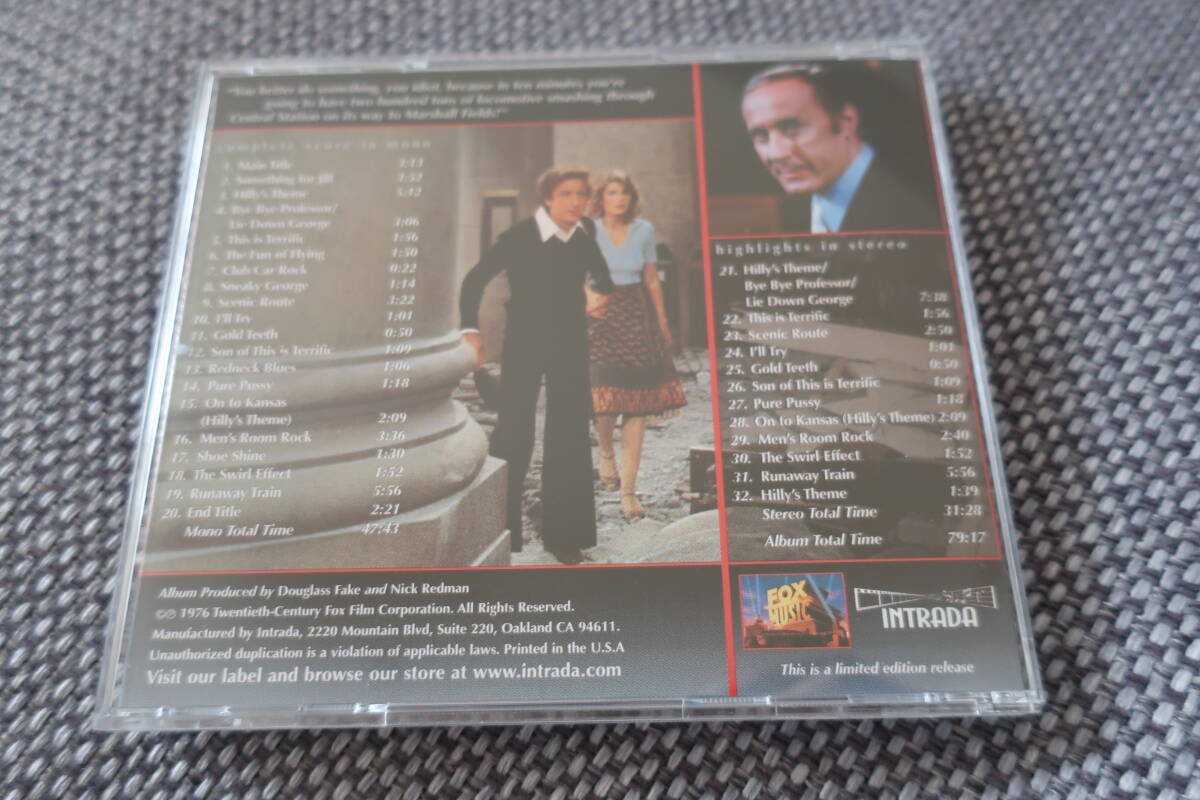 "You better do something, you idiot, because in ten minutes you're
going to have two hundred tons of locomotive smashing through
Central Station on its way to Marshall Fields!"
complete score in mono
1. Main Title 2:13
2. Something for Jill 3:52
3. Hilly's Theme 5:12
4. Bye Bye Professor/
Lie Down George 3:06
5. This is Terrific 1:56
6. The Fun of Flying 1:50
7. Club Car Rock 0:22
8. Sneaky George 1:14
9. Scenic Route 3:22
10. I'll Try 1:01
11. Gold Teeth 0:50
12. Son of This is Terrific 1:09
13. Redneck Blues 1:06
14. Pure Pussy 1:18
15. On to Kansas
(Hilly's Theme) 2:09
16. Men's Room Rock 3:36
17. Shoe Shine 1:30
18. The Swirl Effect 1:52
19. Runaway Train 5:56
20. End Title 2:21
Mono Total Time 47:43
highlights in stereo
21. Hilly's Theme/
Bye Bye Professor/
Lie Down George 7:38
22. This is Terrific 1:56
23. Scenic Route 2:50
24. I'll Try 1:01
25. Gold Teeth 0:50
26. Son of This is Terrific 1:09
27. Pure Pussy 1:18
28. On to Kansas (Hilly's Theme) 2:09
29. Men's Room Rock 2:40
30. The Swirl Effect 1:52
31. Runaway Train 5:56
32. Hilly's Theme 1:39
Stereo Total Time 31:28
Album Total Time 79:17
Album Produced by Douglass Fake and Nick Redman
©℗ 1976 Twentieth-Century Fox Film Corporation. All Rights Reserved.
Manufactured by Intrada, 2220 Mountain Blvd, Suite 220, Oakland CA 94611.
Unauthorized duplication is a violation of applicable laws. Printed in the U.S.A
Visit our label and browse our store at www.intrada.com
FOX
MUSIC
INTRADA
This is a limited edition release